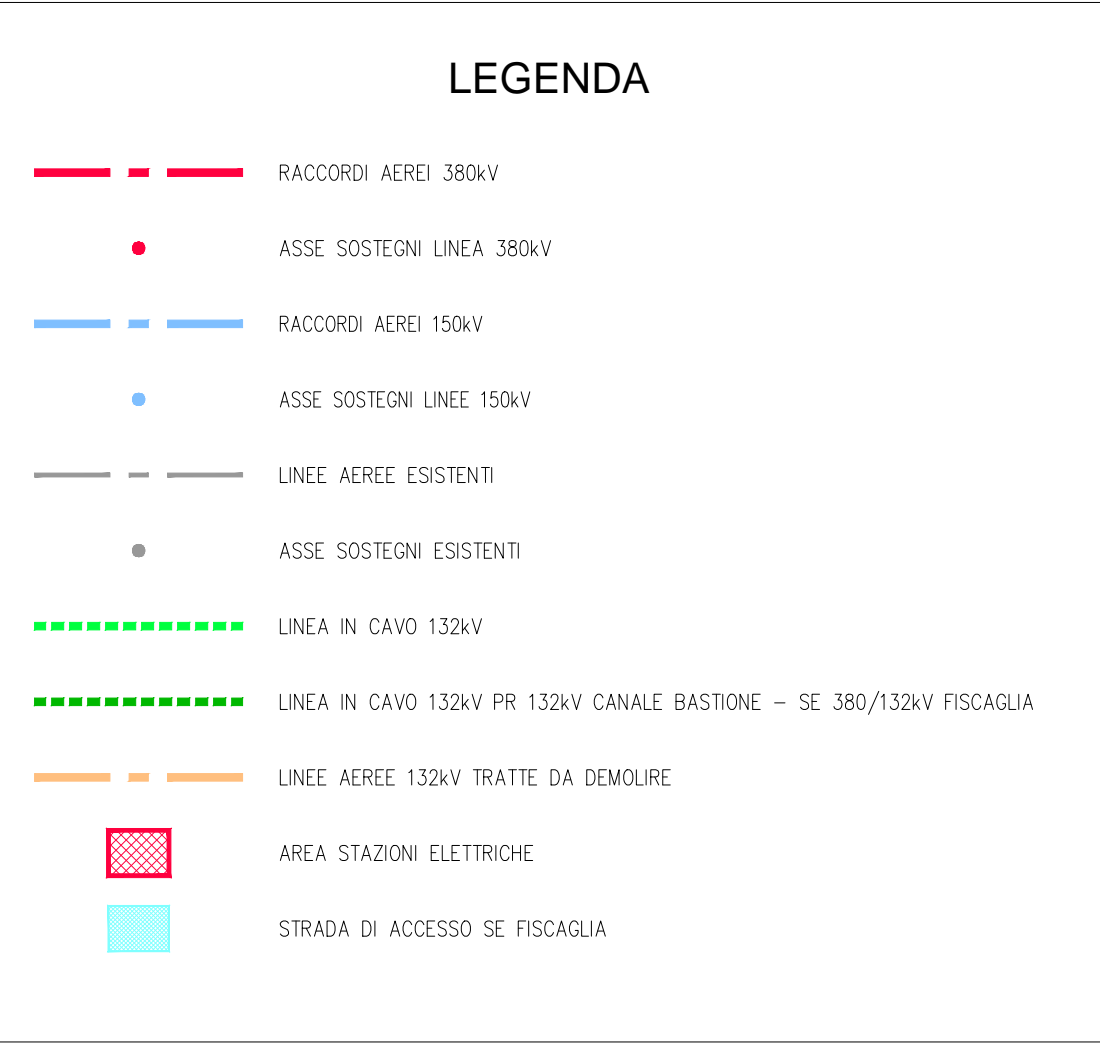 LEGENDA
RACCORDI AEREI 380kV
ASSE SOSTEGNI LINEA 380kV
RACCORDI AEREI 150kV
ASSE SOSTEGNI LINEE 150kV
LINEE AEREE ESISTENTI
ASSE SOSTEGNI ESISTENTI
LINEA IN CAVO 132kV
LINEA IN CAVO 132kV PR 132kV CANALE BASTIONE – SE 380/132kV FISCAGLIA
LINEE AEREE 132kV TRATTE DA DEMOLIRE
AREA STAZIONI ELETTRICHE
STRADA DI ACCESSO SE FISCAGLIA